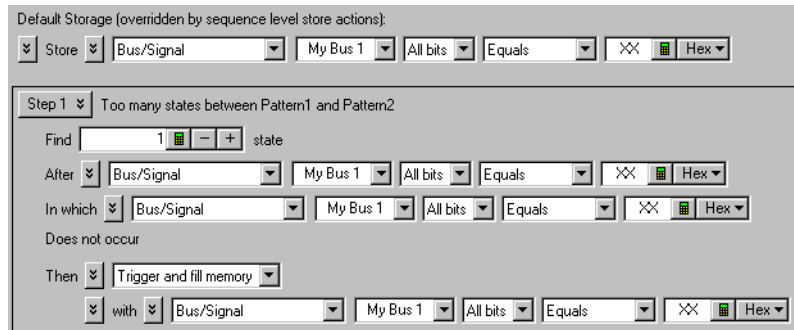 Default Storage (overridden by sequence level store actions):
Store Bus/Signal My Bus 1 All bits Equals XX Hex
Step 1 Too many states between Pattern1 and Pattern2
Find 1 - + state
After Bus/Signal My Bus 1 All bits Equals XX Hex
In which Bus/Signal My Bus 1 All bits Equals XX Hex
Does not occur
Then Trigger and fill memory
with Bus/Signal My Bus 1 All bits Equals XX Hex